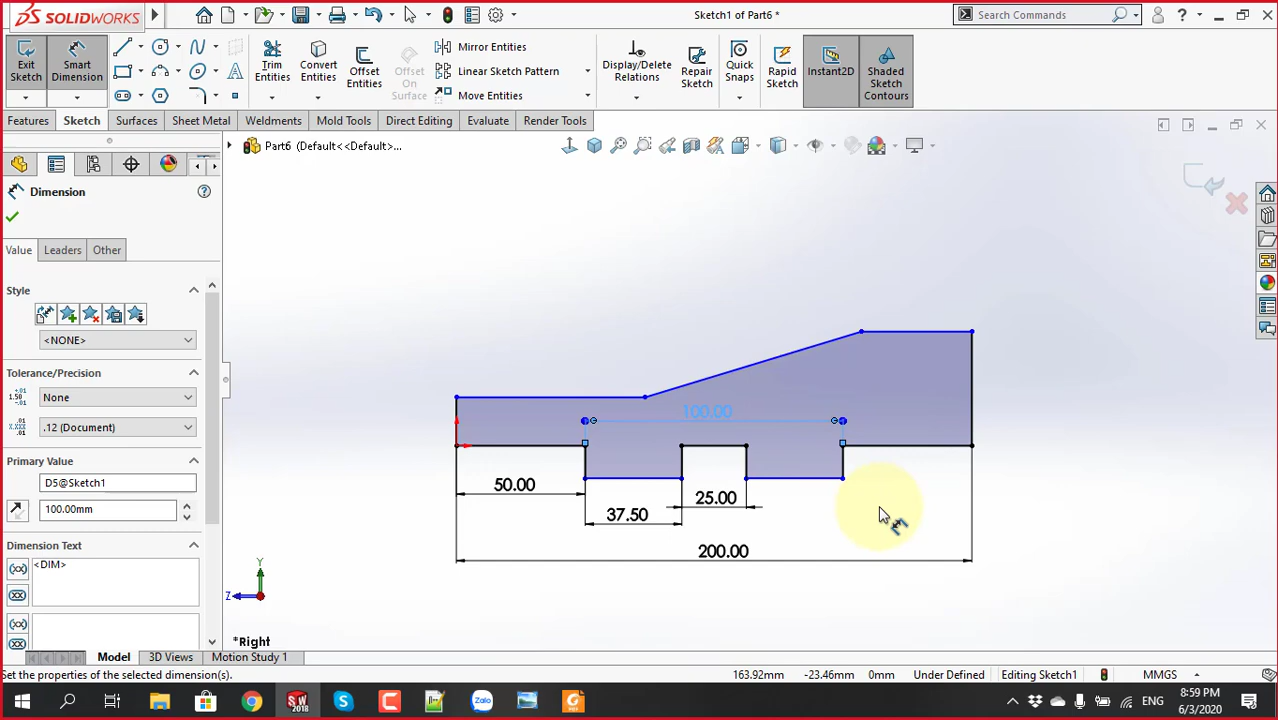 SOLIDWORKS
Sketch1 of Part6 *
Search Commands
Exit Sketch
Smart Dimension
Trim Entities
Convert Entities
Offset Entities
Offset On Surface
Mirror Entities
Linear Sketch Pattern
Move Entities
Display/Delete Relations
Repair Sketch
Quick Snaps
Rapid Sketch
Instant2D
Shaded Sketch Contours
Features Sketch Surfaces Sheet Metal Weldments Mold Tools Direct Editing Evaluate Render Tools
Part6 (Default<<Default>...
Dimension
Value Leaders Other
Style
<NONE>
Tolerance/Precision
None
.12 (Document)
Primary Value
D5@Sketch1
100.00mm
Dimension Text
<DIM>
100.00
50.00
25.00
37.50
200.00
Y
Z
*Right
Model 3D Views Motion Study 1
Set the properties of the selected dimension(s).
163.92mm -23.46mm 0mm Under Defined Editing Sketch1 MMGS
ENG
8:59 PM
6/3/2020